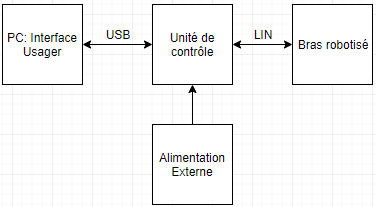 PC: Interface
Usager
USB
Unité de
contrôle
LIN
Bras robotisé
Alimentation
Externe